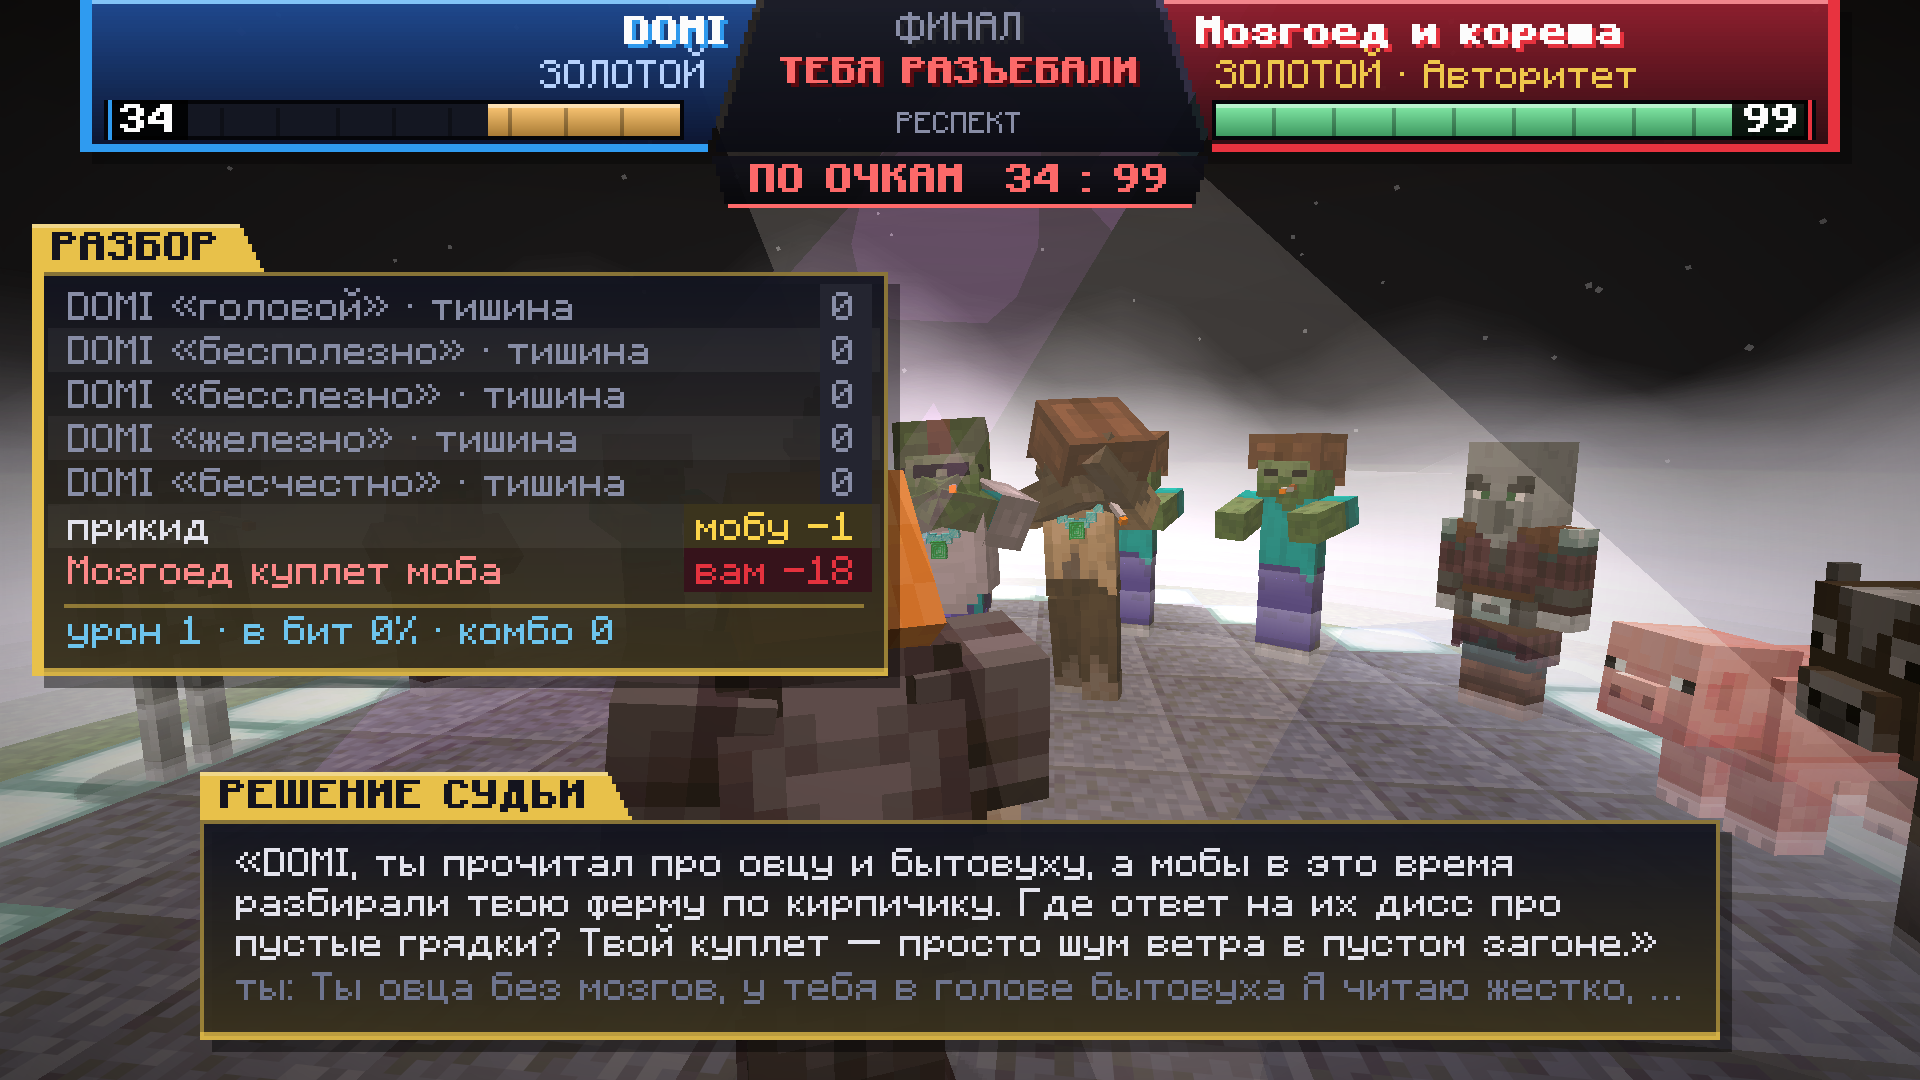 DOMI
ЗОЛОТОЙ
34
ФИНАЛ
ТЕБЯ РАЗЪЕБАЛИ
РЕСПЕКТ
ПО ОЧКАМ 34 : 99
Мозгоед и кореша
ЗОЛОТОЙ · Авторитет
99
РАЗБОР
DOMI «головой» · тишина 0
DOMI «бесполезно» · тишина 0
DOMI «бесслезно» · тишина 0
DOMI «железно» · тишина 0
DOMI «бесчестно» · тишина 0
прикид мобу −1
Мозгоед куплет моба вам −18
урон 1 · в бит 0% · комбо 0
РЕШЕНИЕ СУДЬИ
«DOMI, ты прочитал про овцу и бытовуху, а мобы в это время
разбирали твою ферму по кирпичику. Где ответ на их дисс про
пустые грядки? Твой куплет — просто шум ветра в пустом загоне.»
ты: Ты овца без мозгов, у тебя в голове бытовуха Я читаю жестко, ...